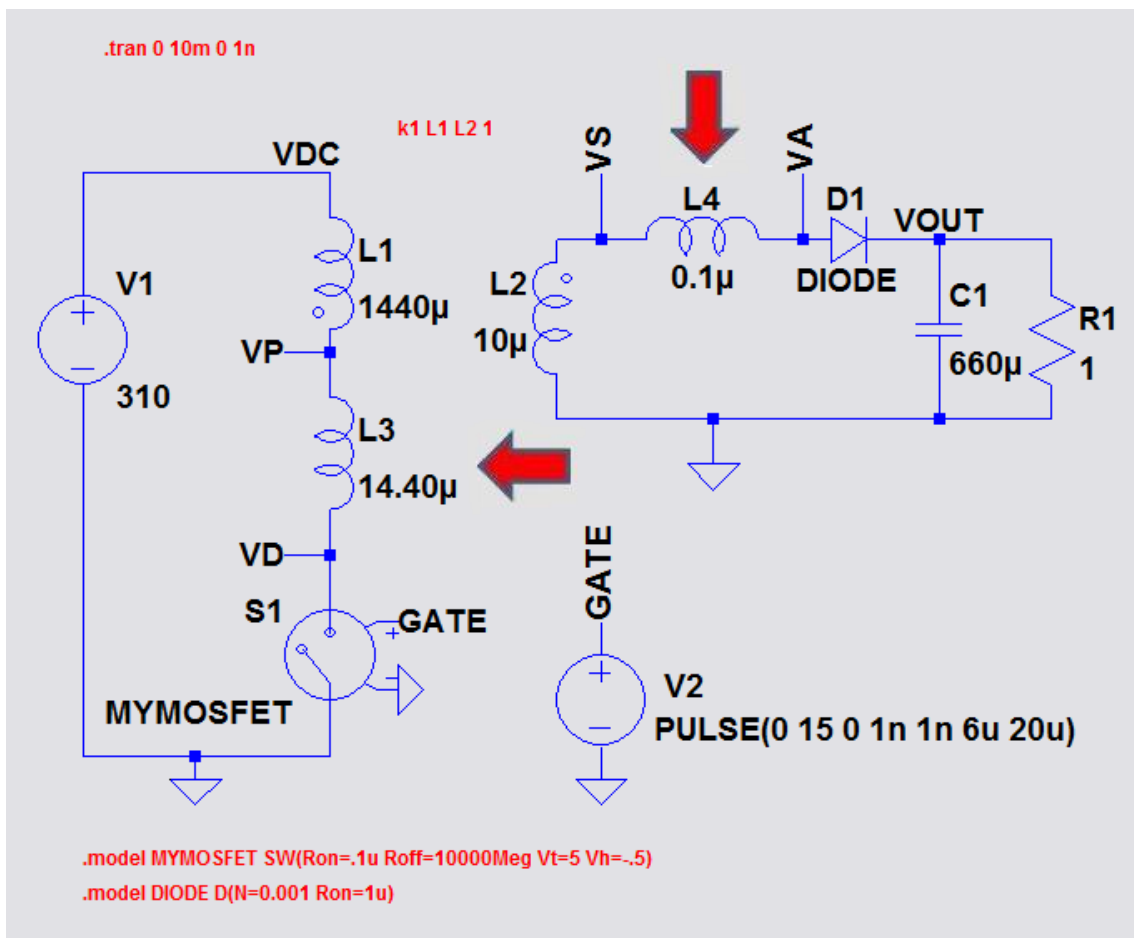 .tran 0 10m 0 1n
k1 L1 L2 1
VDC
VS
VA
L4
0.1µ
D1
DIODE
VOUT
V1
310
L1
1440µ
L2
10µ
C1
660µ
R1
1
VP
L3
14.40µ
VD
S1
+
GATE
MYMOSFET
GATE
V2
PULSE(0 15 0 1n 1n 6u 20u)
.model MYMOSFET SW(Ron=.1u Roff=10000Meg Vt=5 Vh=-.5)
.model DIODE D(N=0.001 Ron=1u)